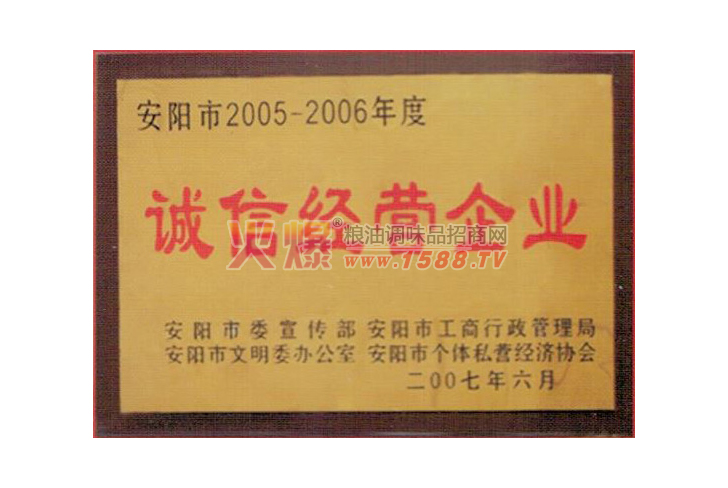 安阳市2005-2006年度
诚信经营企业
火爆®粮油调味品招商网
www.1588.TV
安阳市委宣传部 安阳市工商行政管理局
安阳市文明委办公室 安阳市个体私营经济协会
二00七年六月